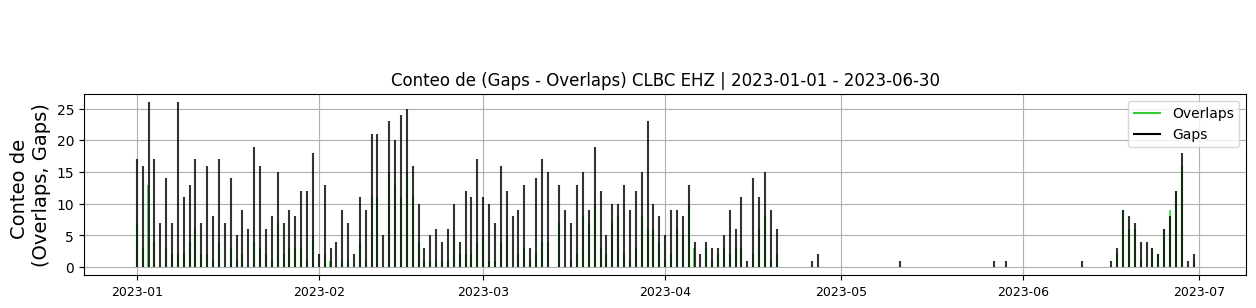 Conteo de (Gaps - Overlaps) CLBC EHZ | 2023-01-01 - 2023-06-30
Conteo de
(Overlaps, Gaps)
25
20
15
10
5
0
Overlaps
Gaps
2023-01
2023-02
2023-03
2023-04
2023-05
2023-06
2023-07